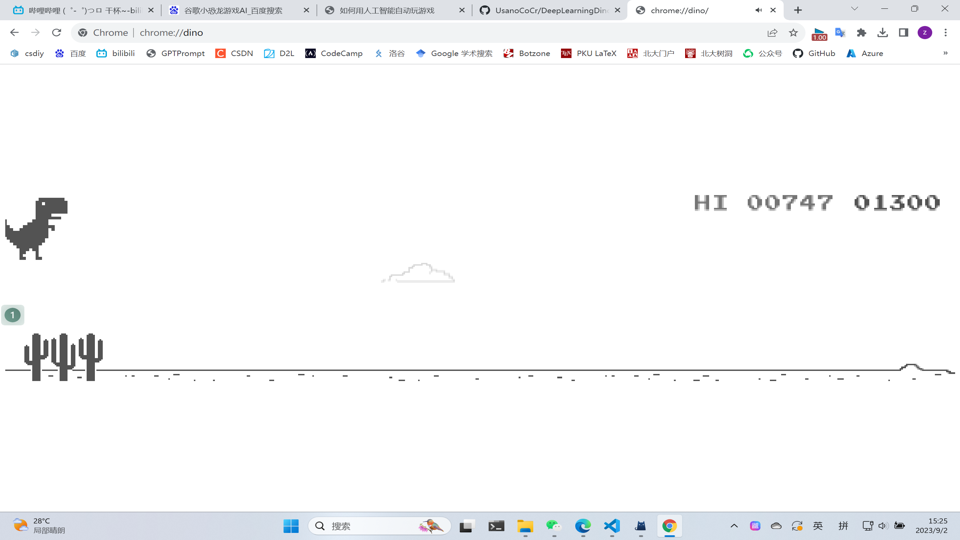 哔哩哔哩 (゜-゜)つロ 干杯~-bili
谷歌小恐龙游戏AI_百度搜索
如何用人工智能自动玩游戏
UsanoCoCr/DeepLearningDin
chrome://dino/
Chrome | chrome://dino
1.00
z
csdiy
百度
bilibili
GPTPrompt
CSDN
D2L
CodeCamp
洛谷
Google 学术搜索
Botzone
PKU LaTeX
北大门户
北大树洞
公众号
GitHub
Azure
»
HI 00747 01300
1
28°C
局部晴朗
搜索
英
拼
15:25
2023/9/2